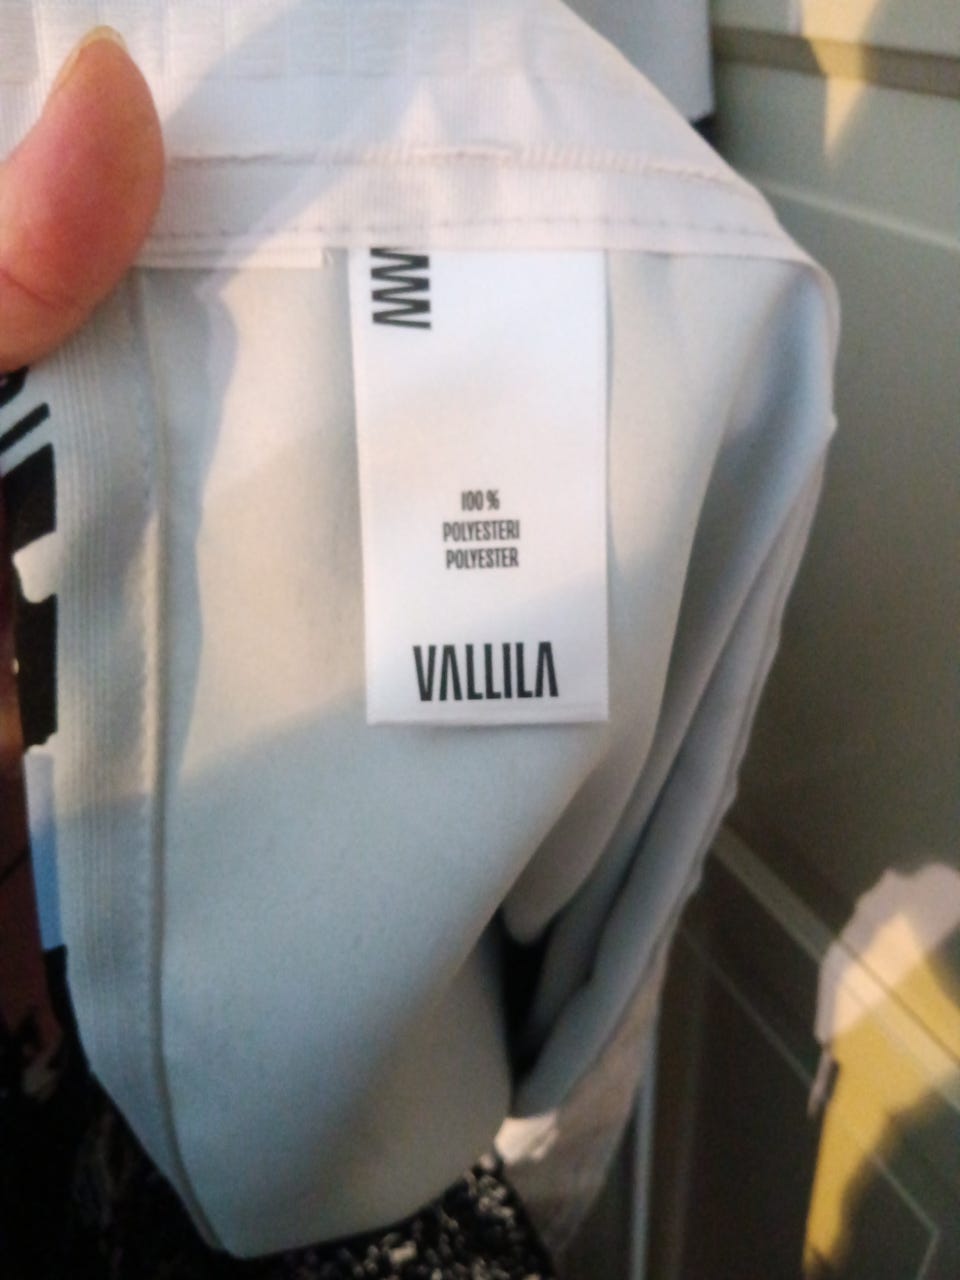 100 %
POLYESTERI
POLYESTER
VALLILA